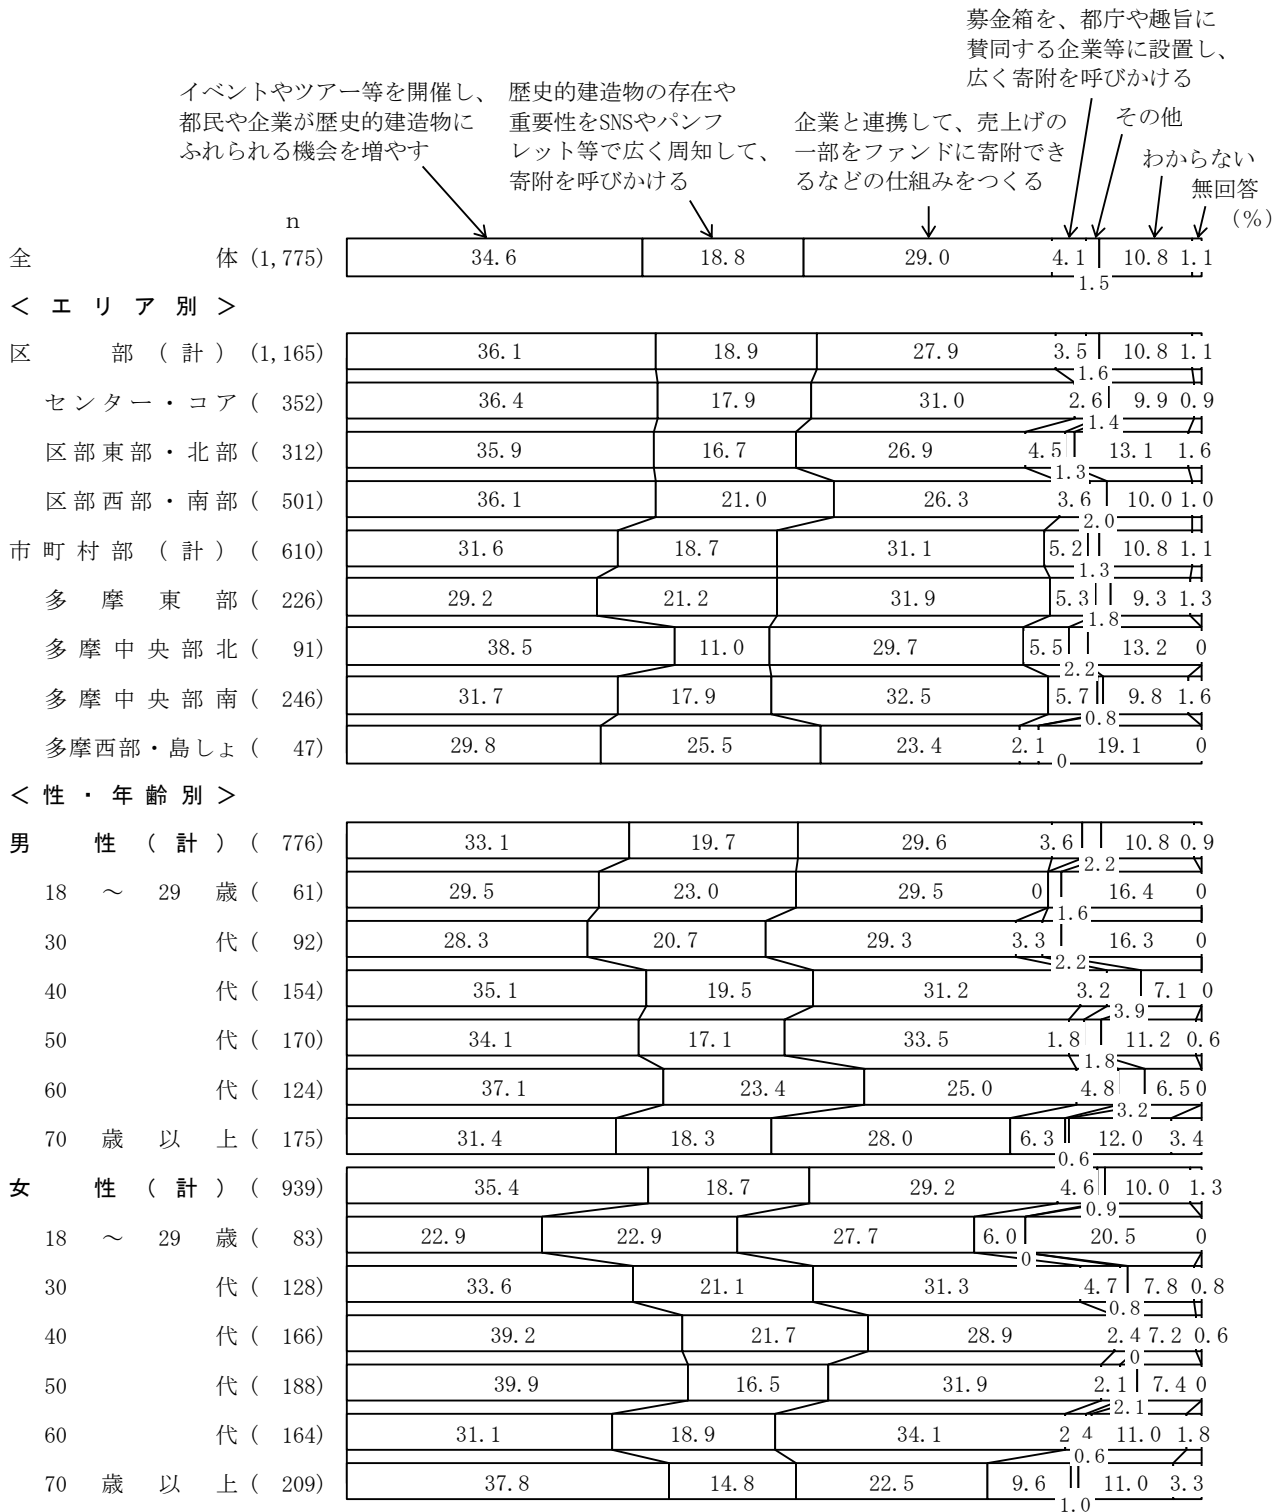 募金箱を、都庁や趣旨に
賛同する企業等に設置し、
広く寄附を呼びかける
イベントやツアー等を開催し、
都民や企業が歴史的建造物に
ふれられる機会を増やす
歴史的建造物の存在や
重要性をSNSやパンフ
レット等で広く周知して、
寄附を呼びかける
企業と連携して、売上げの
一部をファンドに寄附でき
るなどの仕組みをつくる
その他
わからない
無回答
(%)
n
全 体 (1,775) 34.6 18.8 29.0 4.1 10.8 1.1
1.5
＜ エ リ ア 別 ＞
区 部 ( 計 ) (1,165) 36.1 18.9 27.9 3.5 10.8 1.1
1.6
センター・コア ( 352) 36.4 17.9 31.0 2.6 9.9 0.9
1.4
区部東部・北部 ( 312) 35.9 16.7 26.9 4.5 13.1 1.6
1.3
区部西部・南部 ( 501) 36.1 21.0 26.3 3.6 10.0 1.0
2.0
市町村部 ( 計 ) ( 610) 31.6 18.7 31.1 5.2 10.8 1.1
1.3
多 摩 東 部 ( 226) 29.2 21.2 31.9 5.3 9.3 1.3
1.8
多摩中央部北 ( 91) 38.5 11.0 29.7 5.5 13.2 0
2.2
多摩中央部南 ( 246) 31.7 17.9 32.5 5.7 9.8 1.6
0.8
多摩西部・島しょ ( 47) 29.8 25.5 23.4 2.1 19.1 0
0
＜ 性 ・ 年 齢 別 ＞
男 性 ( 計 ) ( 776) 33.1 19.7 29.6 3.6 10.8 0.9
2.2
18 ～ 29 歳 ( 61) 29.5 23.0 29.5 0 16.4 0
1.6
30 代 ( 92) 28.3 20.7 29.3 3.3 16.3 0
2.2
40 代 ( 154) 35.1 19.5 31.2 3.2 7.1 0
3.9
50 代 ( 170) 34.1 17.1 33.5 1.8 11.2 0.6
1.8
60 代 ( 124) 37.1 23.4 25.0 4.8 6.5 0
3.2
70 歳 以 上 ( 175) 31.4 18.3 28.0 6.3 12.0 3.4
0.6
女 性 ( 計 ) ( 939) 35.4 18.7 29.2 4.6 10.0 1.3
0.9
18 ～ 29 歳 ( 83) 22.9 22.9 27.7 6.0 20.5 0
0
30 代 ( 128) 33.6 21.1 31.3 4.7 7.8 0.8
0.8
40 代 ( 166) 39.2 21.7 28.9 2.4 7.2 0.6
0
50 代 ( 188) 39.9 16.5 31.9 2.1 7.4 0
2.1
60 代 ( 164) 31.1 18.9 34.1 2.4 11.0 1.8
0.6
70 歳 以 上 ( 209) 37.8 14.8 22.5 9.6 11.0 3.3
1.0